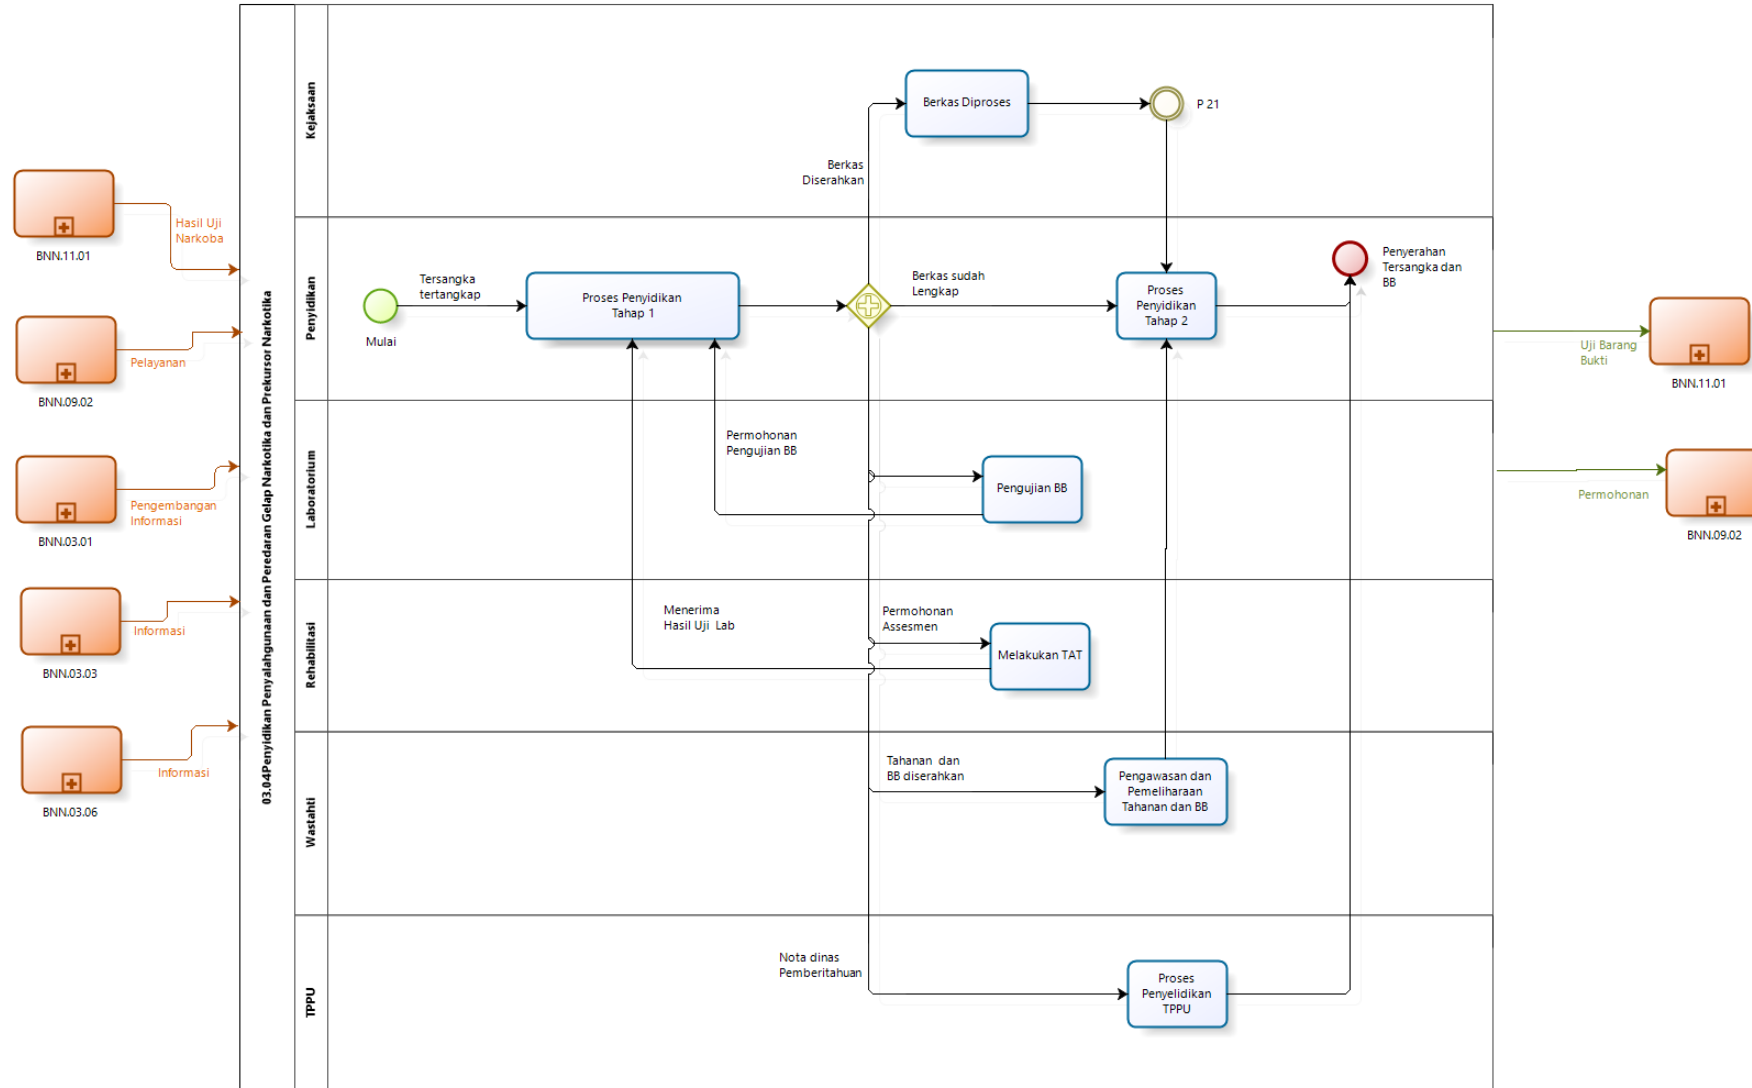 03.04Penyidikan Penyalahgunaan dan Peredaran Gelap Narkotika dan Prekursor Narkotika
Hasil Uji
Narkoba
BNN.11.01
Pelayanan
BNN.09.02
Pengembangan
Informasi
BNN.03.01
Informasi
BNN.03.03
Informasi
BNN.03.06
Kejaksaan
Berkas Diproses
P 21
Berkas
Diserahkan
Penyidikan
Mulai
Tersangka
tertangkap
Proses Penyidikan
Tahap 1
Berkas sudah
Lengkap
Proses
Penyidikan
Tahap 2
Penyerahan
Tersangka dan
BB
Laboratorium
Permohonan
Pengujian BB
Pengujian BB
Rehabilitasi
Menerima
Hasil Uji  Lab
Permohonan
Assesmen
Melakukan TAT
Wastahti
Tahanan  dan
BB diserahkan
Pengawasan dan
Pemeliharaan
Tahanan dan BB
TPPU
Nota dinas
Pemberitahuan
Proses
Penyelidikan
TPPU
Uji Barang
Bukti
BNN.11.01
Permohonan
BNN.09.02